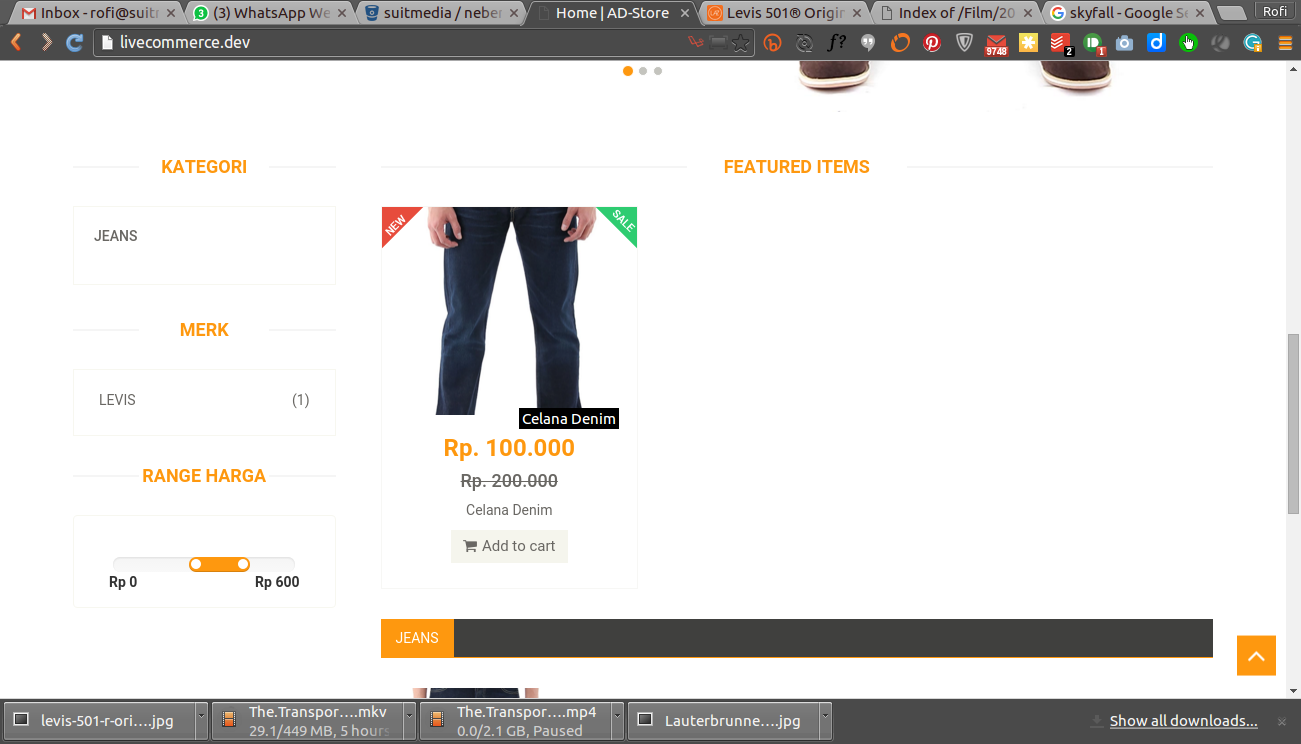 Inbox - rofi@suitm
(3) WhatsApp We
suitmedia / neber
Home | AD-Store
Levis 501® Origin
Index of /Film/20
skyfall - Google Se
Rofi
livecommerce.dev
f?
9748
2
1
KATEGORI
JEANS
MERK
LEVIS (1)
RANGE HARGA
Rp 0 Rp 600
FEATURED ITEMS
NEW
SALE
Celana Denim
Rp. 100.000
Rp. 200.000
Celana Denim
Add to cart
JEANS
levis-501-r-ori....jpg
The.Transpor....mkv
29.1/449 MB, 5 hours
The.Transpor....mp4
0.0/2.1 GB, Paused
Lauterbrunne....jpg
Show all downloads...